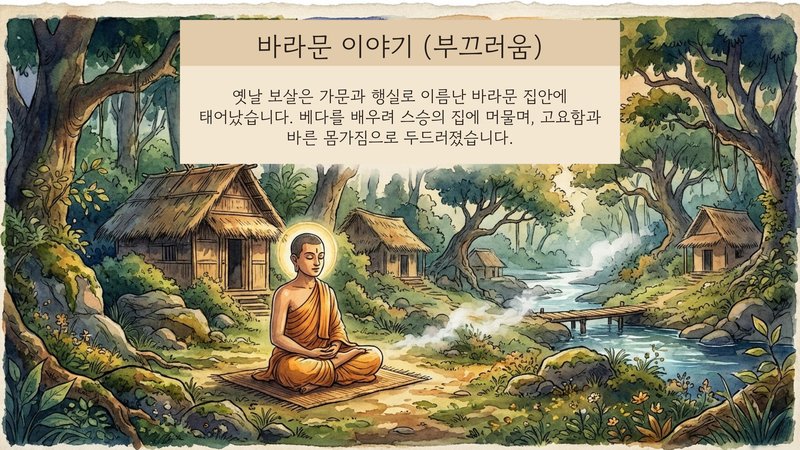 바라문 이야기 (부끄러움)
옛날 보살은 가문과 행실로 이름난 바라문 집안에
태어났습니다. 베다를 배우려 스승의 집에 머물며, 고요함과
바른 몸가짐으로 두드러졌습니다.